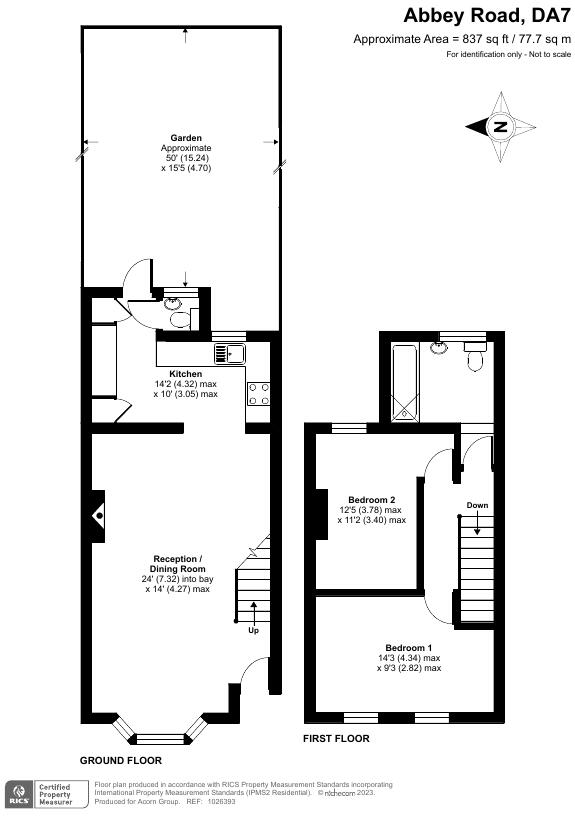 Abbey Road, DA7
Approximate Area = 837 sq ft / 77.7 sq m
For identification only - Not to scale
N
Garden
Approximate
50' (15.24)
x 15'5 (4.70)
Kitchen
14'2 (4.32) max
x 10' (3.05) max
Bedroom 2
12'5 (3.78) max
x 11'2 (3.40) max
Down
Reception /
Dining Room
24' (7.32) into bay
x 14' (4.27) max
Up
Bedroom 1
14'3 (4.34) max
x 9'3 (2.82) max
FIRST FLOOR
GROUND FLOOR
RICS
Certified
Property
Measurer
Floor plan produced in accordance with RICS Property Measurement Standards incorporating
International Property Measurement Standards (IPMS2 Residential). © ntchecom 2023.
Produced for Acorn Group. REF: 1026393